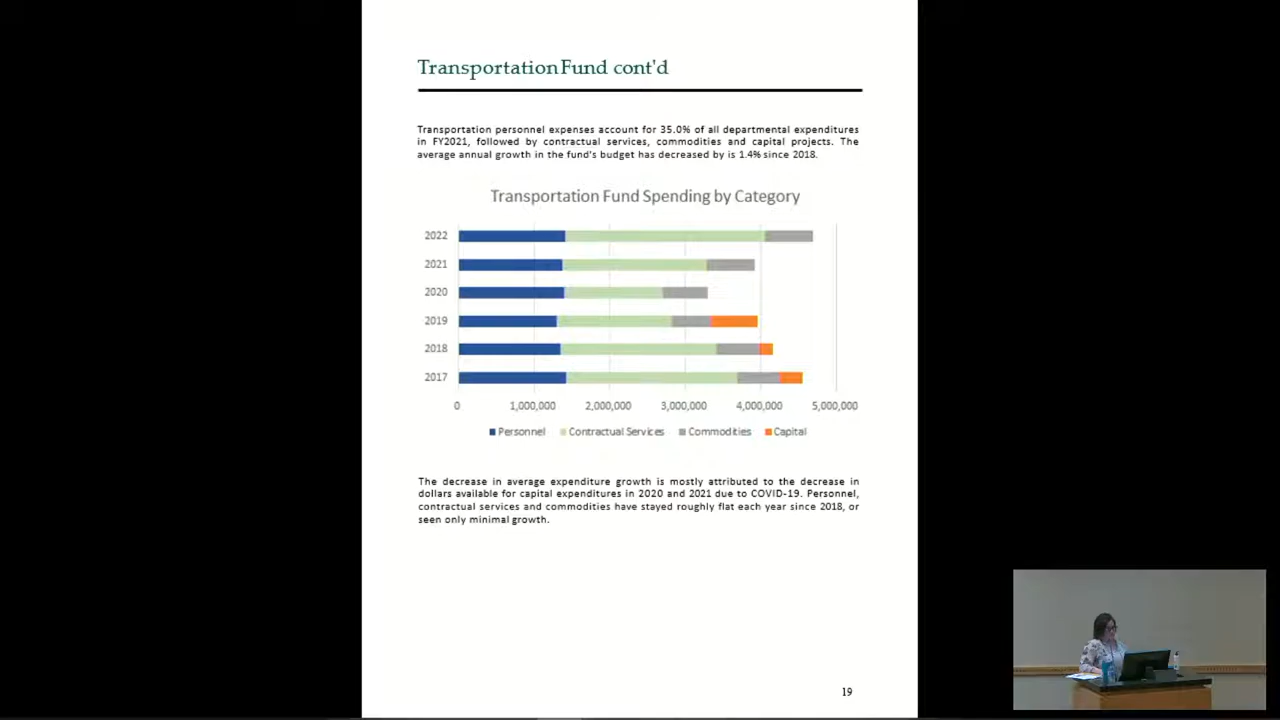 Transportation Fund cont'd
Transportation personnel expenses account for 35.0% of all departmental expenditures
in FY2021, followed by contractual services, commodities and capital projects. The
average annual growth in the fund's budget has decreased by is 1.4% since 2018.
Transportation Fund Spending by Category
2022
2021
2020
2019
2018
2017
0 1,000,000 2,000,000 3,000,000 4,000,000 5,000,000
Personnel Contractual Services Commodities Capital
The decrease in average expenditure growth is mostly attributed to the decrease in
dollars available for capital expenditures in 2020 and 2021 due to COVID-19. Personnel,
contractual services and commodities have stayed roughly flat each year since 2018, or
seen only minimal growth.
19